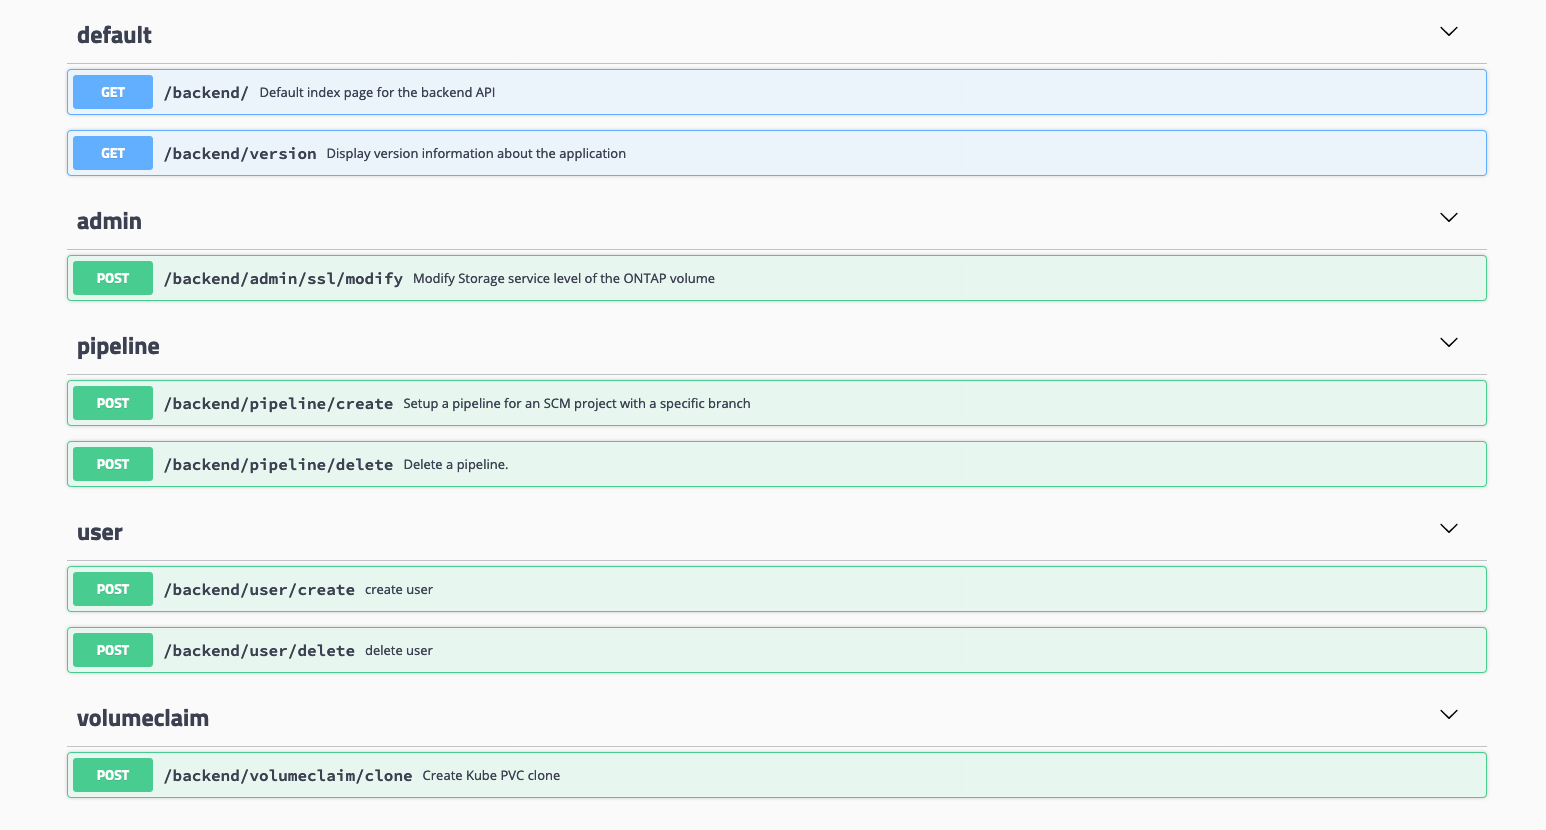 default
GET /backend/ Default index page for the backend API
GET /backend/version Display version information about the application
admin
POST /backend/admin/ssl/modify Modify Storage service level of the ONTAP volume
pipeline
POST /backend/pipeline/create Setup a pipeline for an SCM project with a specific branch
POST /backend/pipeline/delete Delete a pipeline.
user
POST /backend/user/create create user
POST /backend/user/delete delete user
volumeclaim
POST /backend/volumeclaim/clone Create Kube PVC clone